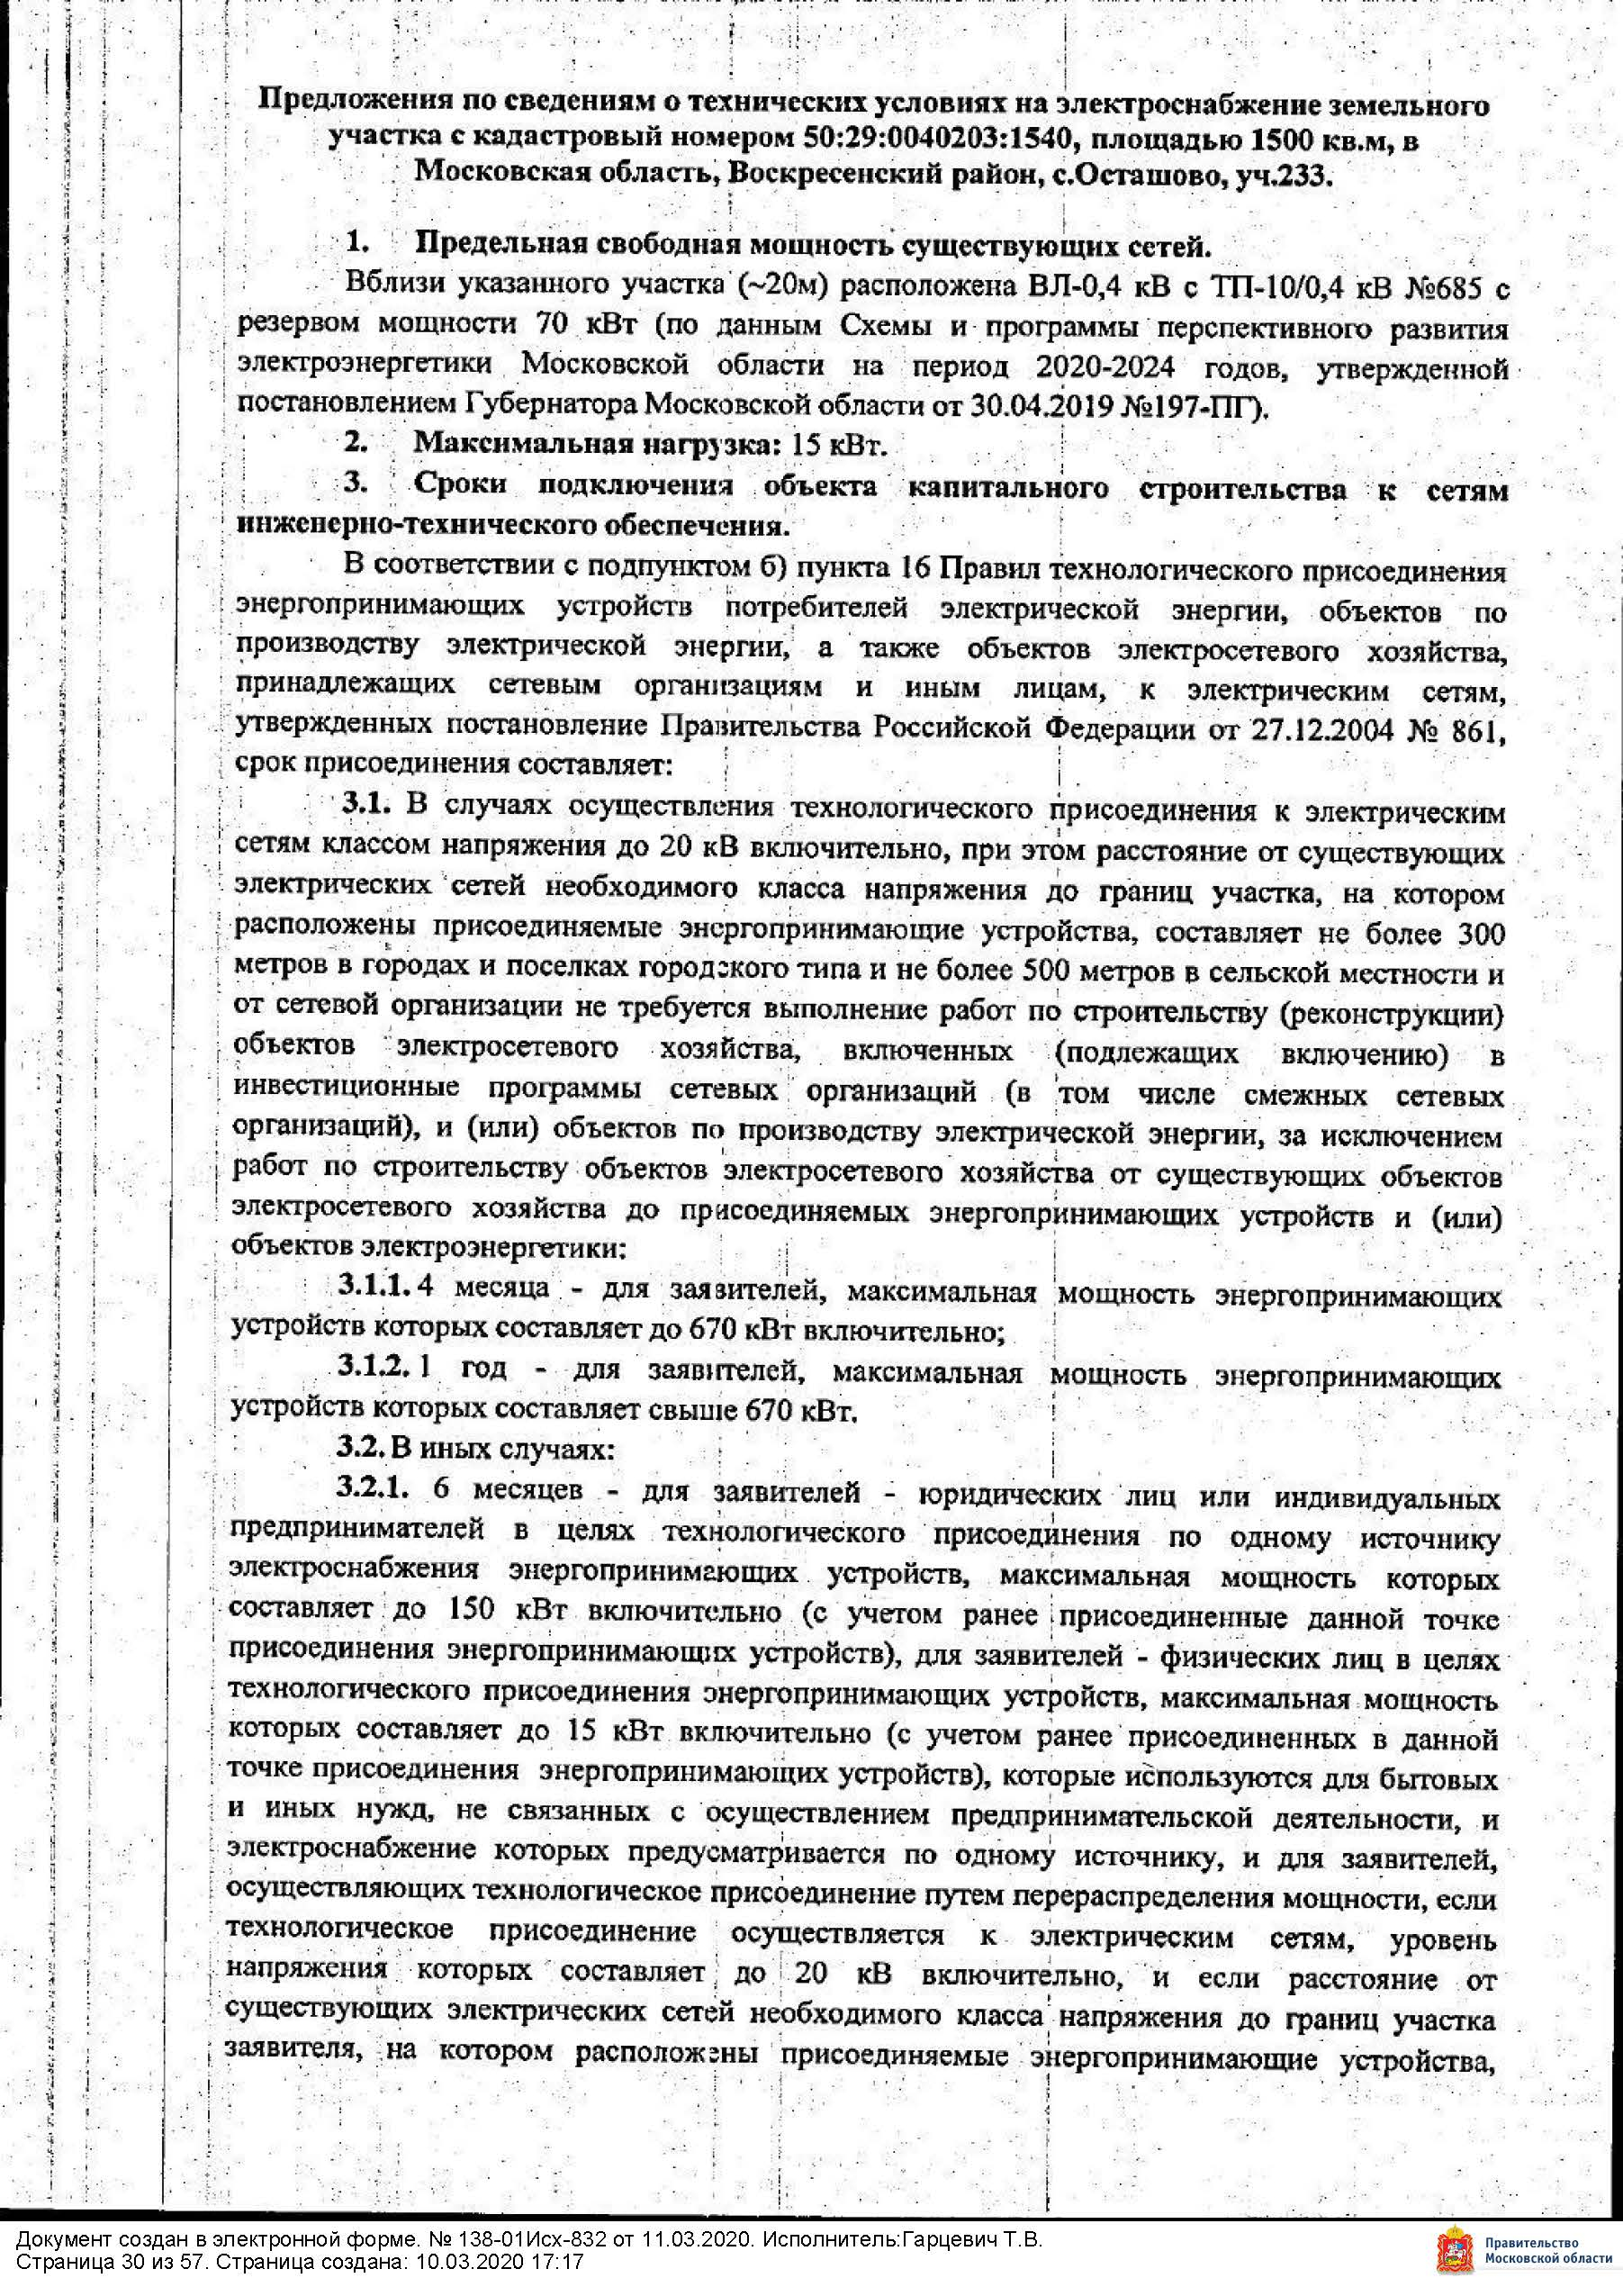 Предложения по сведениям о технических условиях на электроснабжение земельного
участка с кадастровый номером 50:29:0040203:1540, площадью 1500 кв.м, в
Московская область, Воскресенский район, с.Осташово, уч.233.
1. Предельная свободная мощность существующих сетей.
Вблизи указанного участка (~20м) расположена ВЛ-0,4 кВ с ТП-10/0,4 кВ №685 с
резервом мощности 70 кВт (по данным Схемы и программы перспективного развития
электроэнергетики Московской области на период 2020-2024 годов, утвержденной
постановлением Губернатора Московской области от 30.04.2019 №197-ПГ).
2. Максимальная нагрузка: 15 кВт.
3. Сроки подключения объекта капитального строительства к сетям
инженерно-технического обеспечения.
В соответствии с подпунктом б) пункта 16 Правил технологического присоединения
энергопринимающих устройств потребителей электрической энергии, объектов по
производству электрической энергии, а также объектов электросетевого хозяйства,
принадлежащих сетевым организациям и иным лицам, к электрическим сетям,
утвержденных постановление Правительства Российской Федерации от 27.12.2004 № 861,
срок присоединения составляет:
3.1. В случаях осуществления технологического присоединения к электрическим
сетям классом напряжения до 20 кВ включительно, при этом расстояние от существующих
электрических сетей необходимого класса напряжения до границ участка, на котором
расположены присоединяемые энергопринимающие устройства, составляет не более 300
метров в городах и поселках городского типа и не более 500 метров в сельской местности и
от сетевой организации не требуется выполнение работ по строительству (реконструкции)
объектов электросетевого хозяйства, включенных (подлежащих включению) в
инвестиционные программы сетевых организаций (в том числе смежных сетевых
организаций), и (или) объектов по производству электрической энергии, за исключением
работ по строительству объектов электросетевого хозяйства от существующих объектов
электросетевого хозяйства до присоединяемых энергопринимающих устройств и (или)
объектов электроэнергетики:
3.1.1. 4 месяца - для заявителей, максимальная мощность энергопринимающих
устройств которых составляет до 670 кВт включительно;
3.1.2. 1 год - для заявителей, максимальная мощность энергопринимающих
устройств которых составляет свыше 670 кВт.
3.2. В иных случаях:
3.2.1. 6 месяцев - для заявителей - юридических лиц или индивидуальных
предпринимателей в целях технологического присоединения по одному источнику
электроснабжения энергопринимающих устройств, максимальная мощность которых
составляет до 150 кВт включительно (с учетом ранее присоединенные данной точке
присоединения энергопринимающих устройств), для заявителей - физических лиц в целях
технологического присоединения энергопринимающих устройств, максимальная мощность
которых составляет до 15 кВт включительно (с учетом ранее присоединенных в данной
точке присоединения энергопринимающих устройств), которые используются для бытовых
и иных нужд, не связанных с осуществлением предпринимательской деятельности, и
электроснабжение которых предусматривается по одному источнику, и для заявителей,
осуществляющих технологическое присоединение путем перераспределения мощности, если
технологическое присоединение осуществляется к электрическим сетям, уровень
напряжения которых составляет до 20 кВ включительно, и если расстояние от
существующих электрических сетей необходимого класса напряжения до границ участка
заявителя, на котором расположены присоединяемые энергопринимающие устройства,
Документ создан в электронной форме. № 138-01Исх-832 от 11.03.2020. Исполнитель:Гарцевич Т.В.
Страница 30 из 57. Страница создана: 10.03.2020 17:17
Правительство
Московской области